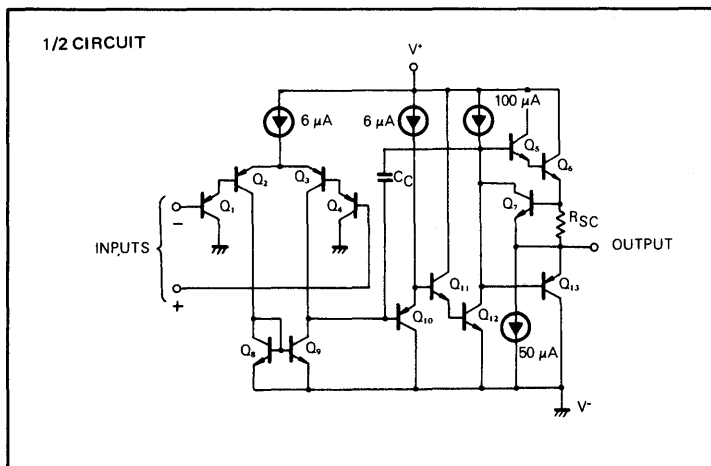 1/2 CIRCUIT
V+
6 μA
6 μA
100 μA
Q5
Q6
Q2
Q3
CC
Q1
Q4
Q7
RSC
−
INPUTS
OUTPUT
+
Q11
Q10
Q12
Q13
Q8
Q9
50 μA
V-